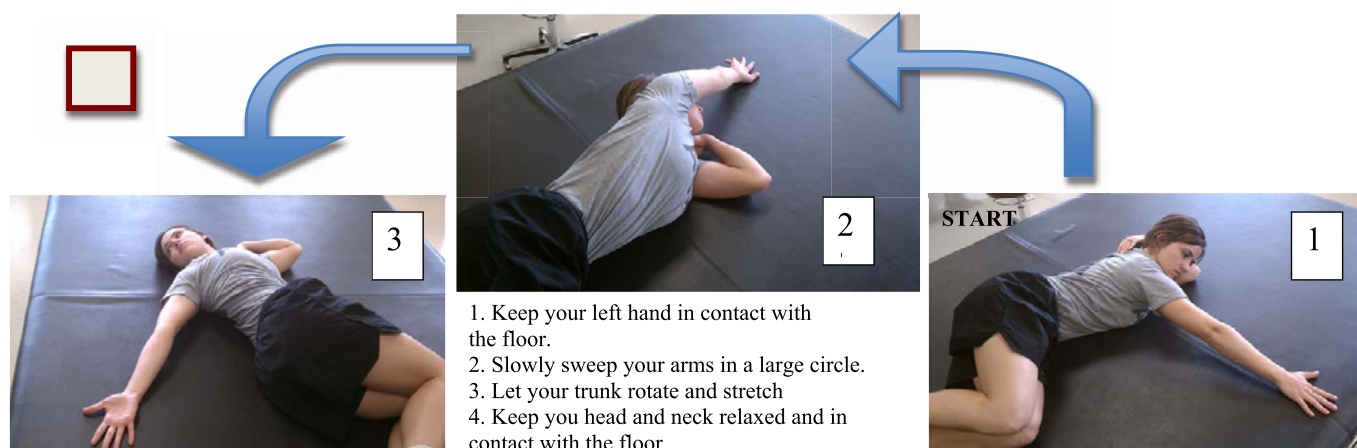 3
2
START
1
1. Keep your left hand in contact with
the floor.
2. Slowly sweep your arms in a large circle.
3. Let your trunk rotate and stretch
4. Keep you head and neck relaxed and in
contact with the floor